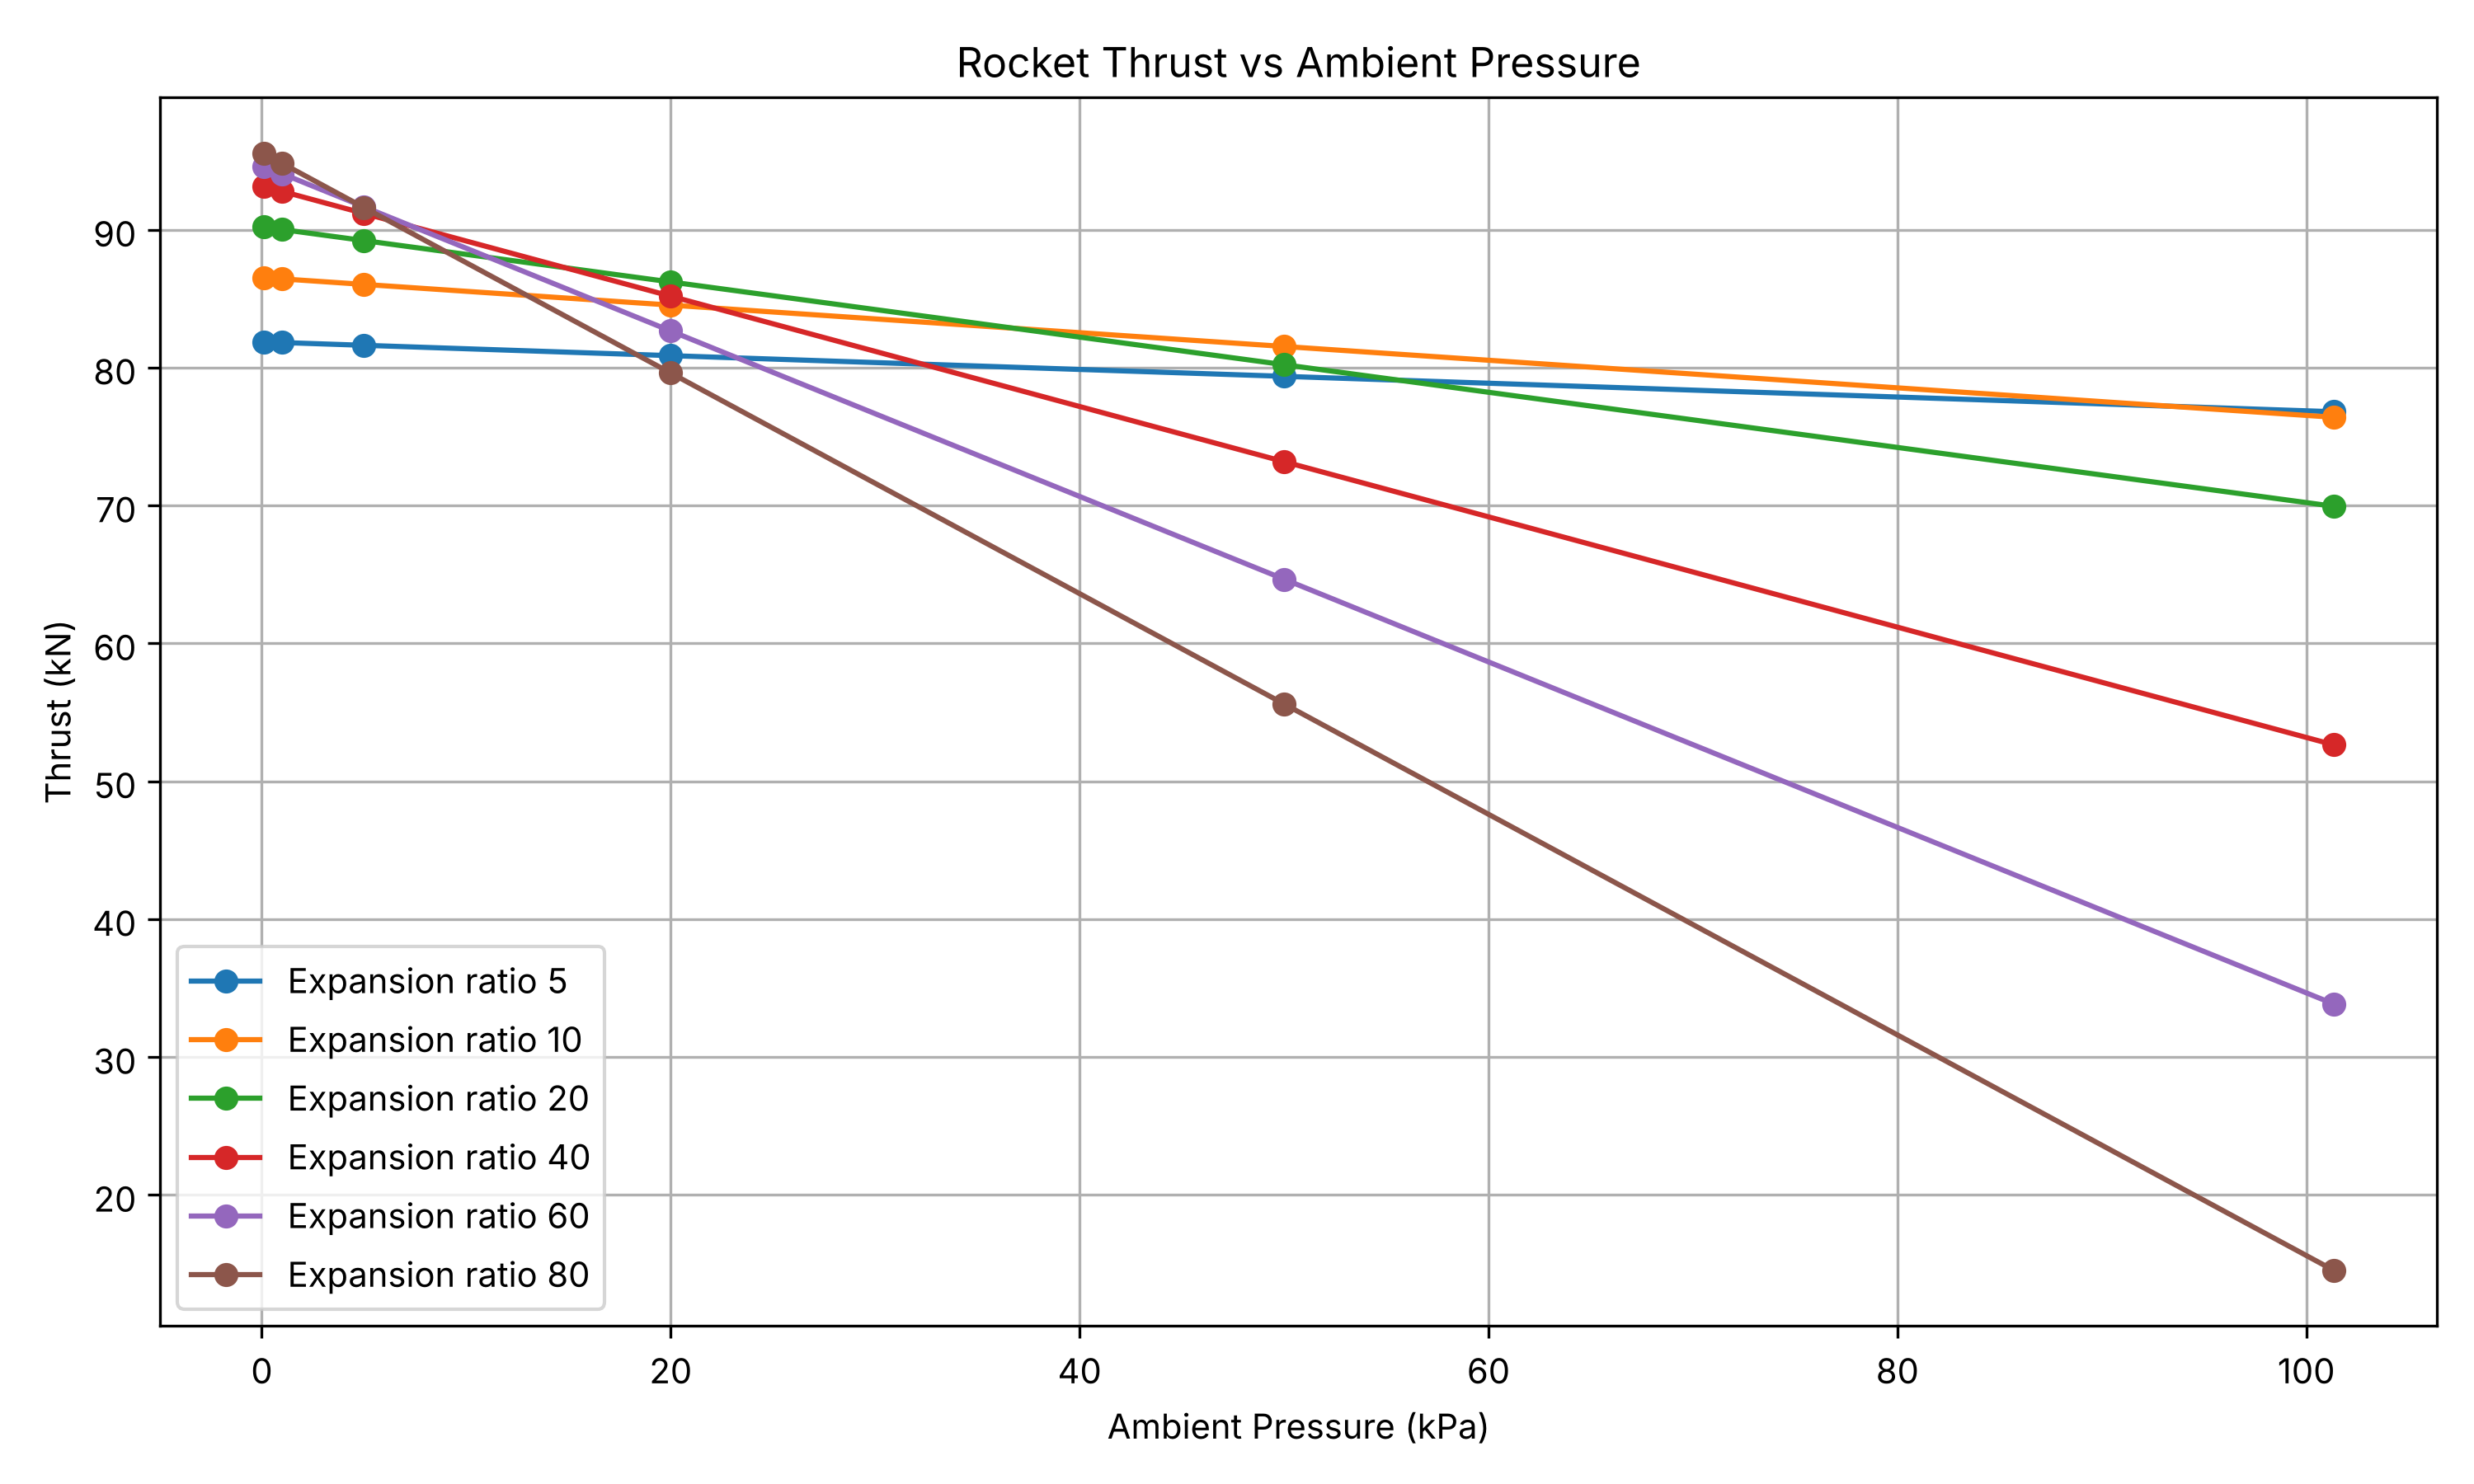 Rocket Thrust vs Ambient Pressure
Thrust (kN)
90
80
70
60
50
40
30
20
Expansion ratio 5
Expansion ratio 10
Expansion ratio 20
Expansion ratio 40
Expansion ratio 60
Expansion ratio 80
0 20 40 60 80 100
Ambient Pressure (kPa)